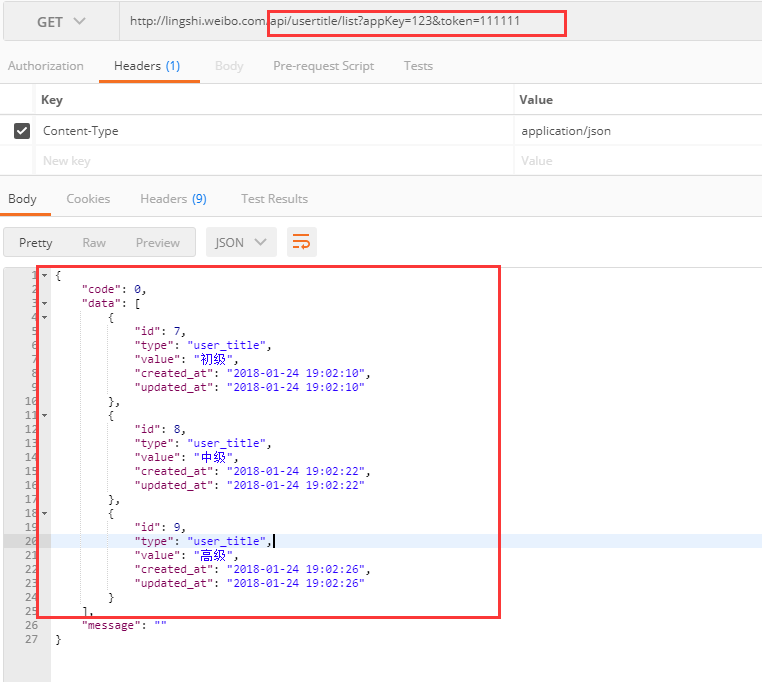 GET http://lingshi.weibo.com/api/usertitle/list?appKey=123&token=111111
Authorization Headers (1) Body Pre-request Script Tests
Key Value
Content-Type application/json
New key Value
Body Cookies Headers (9) Test Results
Pretty Raw Preview JSON
1 {
2 "code": 0,
3 "data": [
4 {
5 "id": 7,
6 "type": "user_title",
7 "value": "初级",
8 "created_at": "2018-01-24 19:02:10",
9 "updated_at": "2018-01-24 19:02:10"
10 },
11 {
12 "id": 8,
13 "type": "user_title",
14 "value": "中级",
15 "created_at": "2018-01-24 19:02:22",
16 "updated_at": "2018-01-24 19:02:22"
17 },
18 {
19 "id": 9,
20 "type": "user_title",
21 "value": "高级",
22 "created_at": "2018-01-24 19:02:26",
23 "updated_at": "2018-01-24 19:02:26"
24 }
25 ],
26 "message": ""
27 }